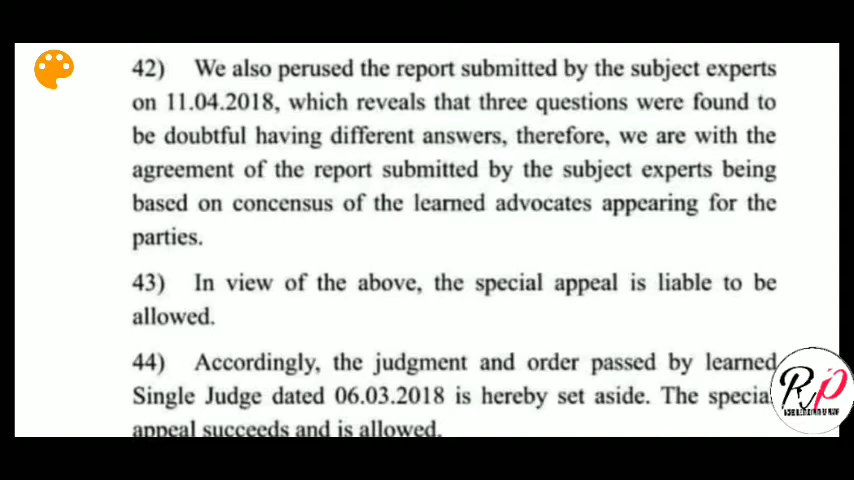 42) We also perused the report submitted by the subject experts
on 11.04.2018, which reveals that three questions were found to
be doubtful having different answers, therefore, we are with the
agreement of the report submitted by the subject experts being
based on concensus of the learned advocates appearing for the
parties.
43) In view of the above, the special appeal is liable to be
allowed.
44) Accordingly, the judgment and order passed by learned
Single Judge dated 06.03.2018 is hereby set aside. The special
appeal succeeds and is allowed.
RP